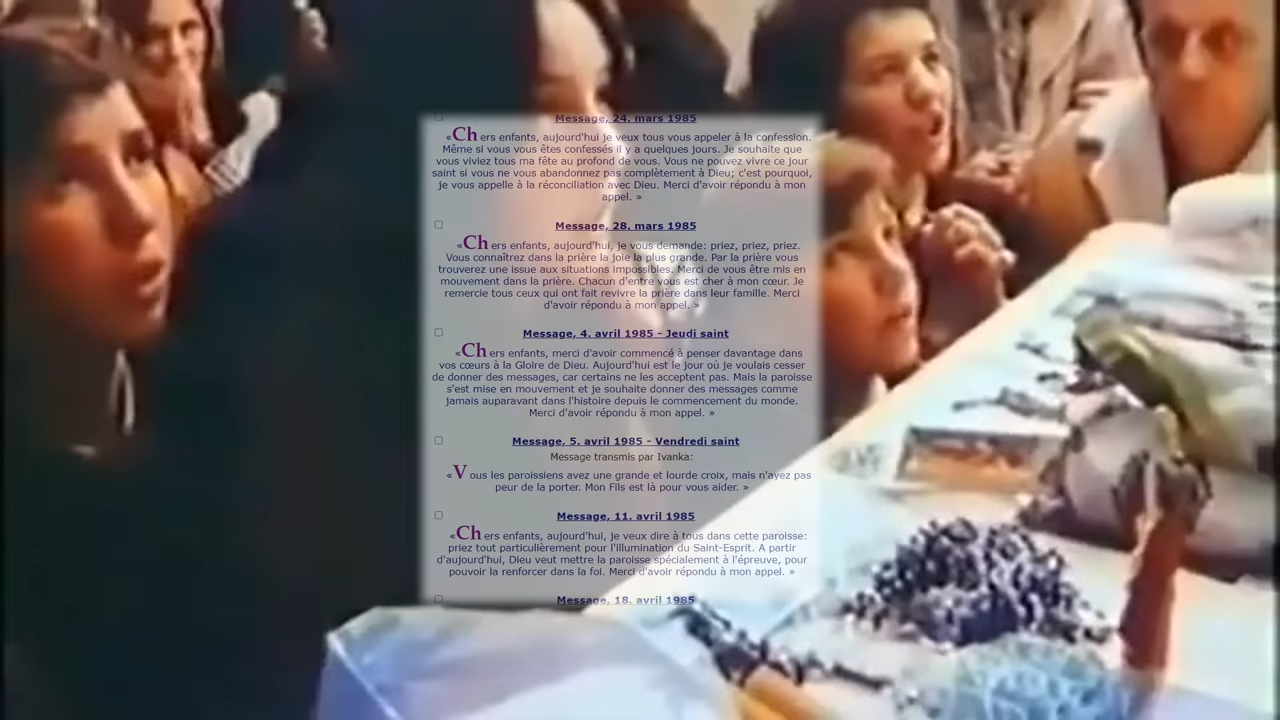 Message, 24. mars 1985
«Chers enfants, aujourd'hui je veux tous vous appeler à la confession.
Même si vous vous êtes confessés il y a quelques jours. Je souhaite que
vous viviez tous ma fête au profond de vous. Vous ne pouvez vivre ce jour
saint si vous ne vous abandonnez pas complètement à Dieu; c'est pourquoi,
je vous appelle à la réconciliation avec Dieu. Merci d'avoir répondu à mon
appel. »
Message, 28. mars 1985
«Chers enfants, aujourd'hui, je vous demande: priez, priez, priez.
Vous connaîtrez dans la prière la joie la plus grande. Par la prière vous
trouverez une issue aux situations impossibles. Merci de vous être mis en
mouvement dans la prière. Chacun d'entre vous est cher à mon cœur. Je
remercie tous ceux qui ont fait revivre la prière dans leur famille. Merci
d'avoir répondu à mon appel. »
Message, 4. avril 1985 - Jeudi saint
«Chers enfants, merci d'avoir commencé à penser davantage dans
vos cœurs à la Gloire de Dieu. Aujourd'hui est le jour où je voulais cesser
de donner des messages, car certains ne les acceptent pas. Mais la paroisse
s'est mise en mouvement et je souhaite donner des messages comme
jamais auparavant dans l'histoire depuis le commencement du monde.
Merci d'avoir répondu à mon appel. »
Message, 5. avril 1985 - Vendredi saint
Message transmis par Ivanka:
«Vous les paroissiens avez une grande et lourde croix, mais n'ayez pas
peur de la porter. Mon Fils est là pour vous aider. »
Message, 11. avril 1985
«Chers enfants, aujourd'hui, je veux dire à tous dans cette paroisse:
priez tout particulièrement pour l'illumination du Saint-Esprit. A partir
d'aujourd'hui, Dieu veut mettre la paroisse spécialement à l'épreuve, pour
pouvoir la renforcer dans la foi. Merci d'avoir répondu à mon appel. »
Message, 18. avril 1985